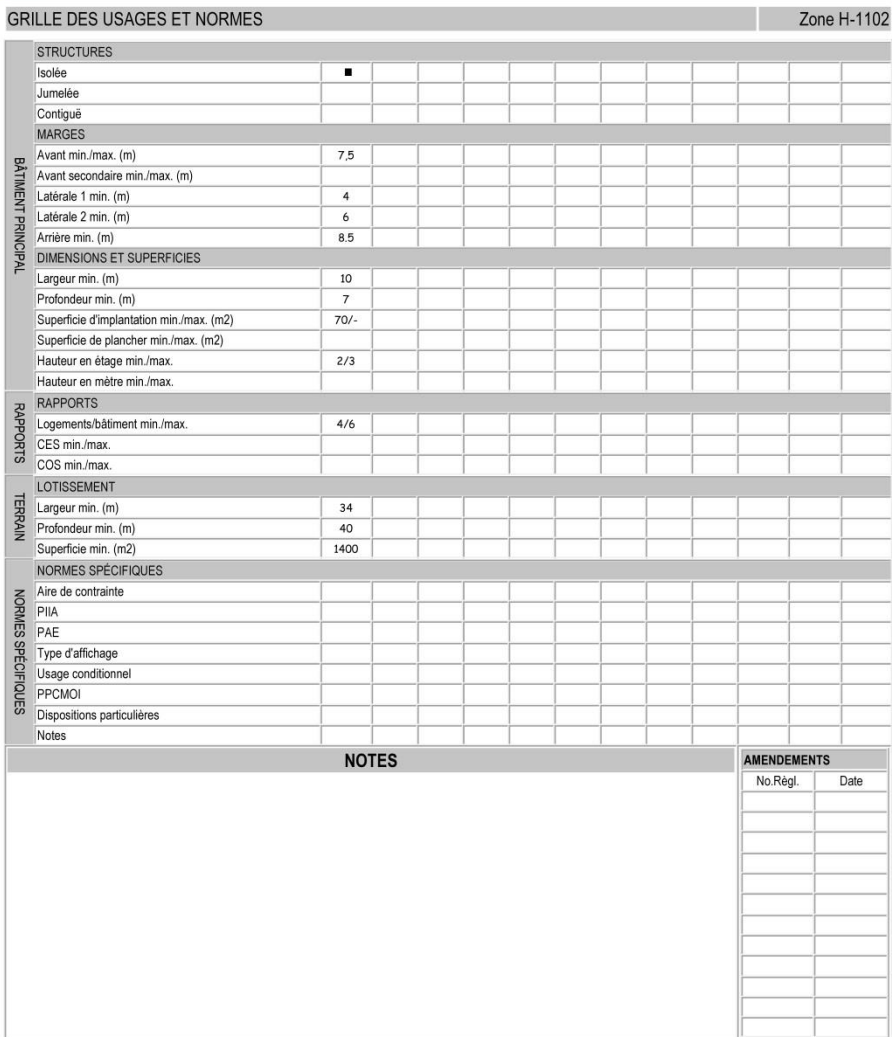 GRILLE DES USAGES ET NORMES Zone H-1102
BÂTIMENT PRINCIPAL
STRUCTURES
Isolée ■
Jumelée
Contiguë
MARGES
Avant min./max. (m) 7,5
Avant secondaire min./max. (m)
Latérale 1 min. (m) 4
Latérale 2 min. (m) 6
Arrière min. (m) 8.5
DIMENSIONS ET SUPERFICIES
Largeur min. (m) 10
Profondeur min. (m) 7
Superficie d'implantation min./max. (m2) 70/-
Superficie de plancher min./max. (m2)
Hauteur en étage min./max. 2/3
Hauteur en mètre min./max.
RAPPORTS
RAPPORTS
Logements/bâtiment min./max. 4/6
CES min./max.
COS min./max.
TERRAIN
LOTISSEMENT
Largeur min. (m) 34
Profondeur min. (m) 40
Superficie min. (m2) 1400
NORMES SPÉCIFIQUES
NORMES SPÉCIFIQUES
Aire de contrainte
PIIA
PAE
Type d'affichage
Usage conditionnel
PPCMOI
Dispositions particulières
Notes
NOTES
AMENDEMENTS
No.Règl. Date